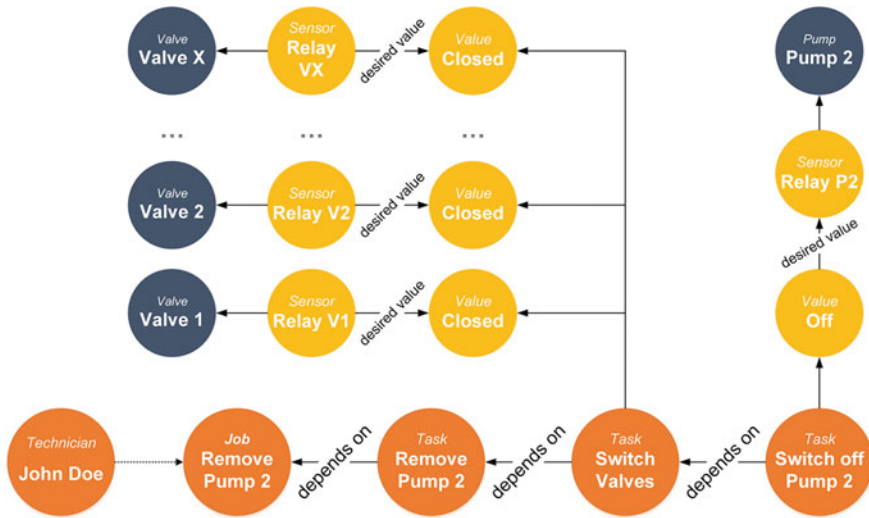 Valve
Valve X
Sensor
Relay
VX
desired value
Value
Closed
Pump
Pump 2
...
...
...
Sensor
Relay P2
Valve
Valve 2
Sensor
Relay V2
desired value
Value
Closed
desired value
Valve
Valve 1
Sensor
Relay V1
desired value
Value
Closed
Value
Off
Technician
John Doe
Job
Remove
Pump 2
depends on
Task
Remove
Pump 2
depends on
Task
Switch
Valves
depends on
Task
Switch off
Pump 2